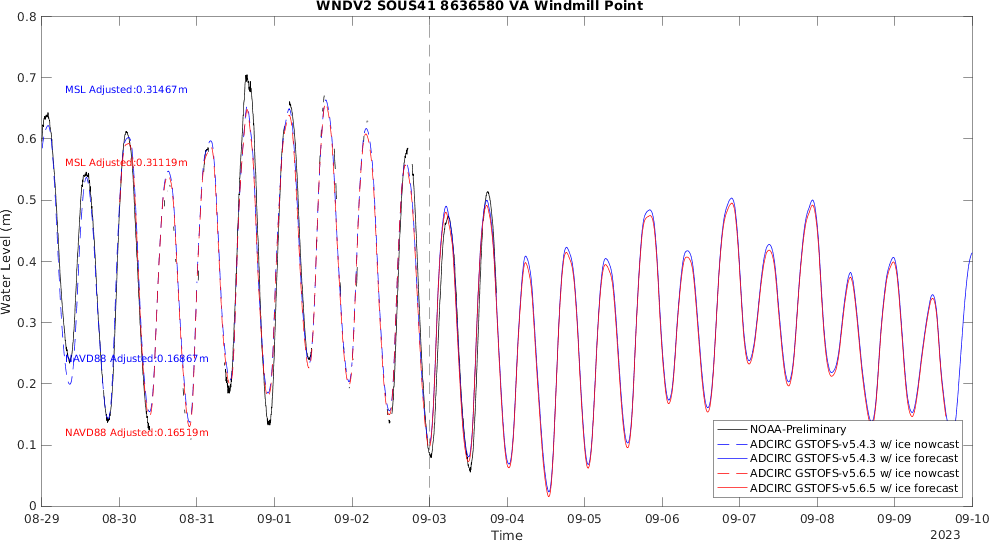 WNDV2 SOUS41 8636580 VA Windmill Point
0.8
0.7
0.6
0.5
0.4
0.3
0.2
0.1
0
Water Level (m)
MSL Adjusted:0.31467m
MSL Adjusted:0.31119m
NAVD88 Adjusted:0.16867m
NAVD88 Adjusted:0.16519m
NOAA-Preliminary
ADCIRC GSTOFS-v5.4.3 w/ ice nowcast
ADCIRC GSTOFS-v5.4.3 w/ ice forecast
ADCIRC GSTOFS-v5.6.5 w/ ice nowcast
ADCIRC GSTOFS-v5.6.5 w/ ice forecast
08-29 08-30 08-31 09-01 09-02 09-03 09-04 09-05 09-06 09-07 09-08 09-09 09-10
Time
2023